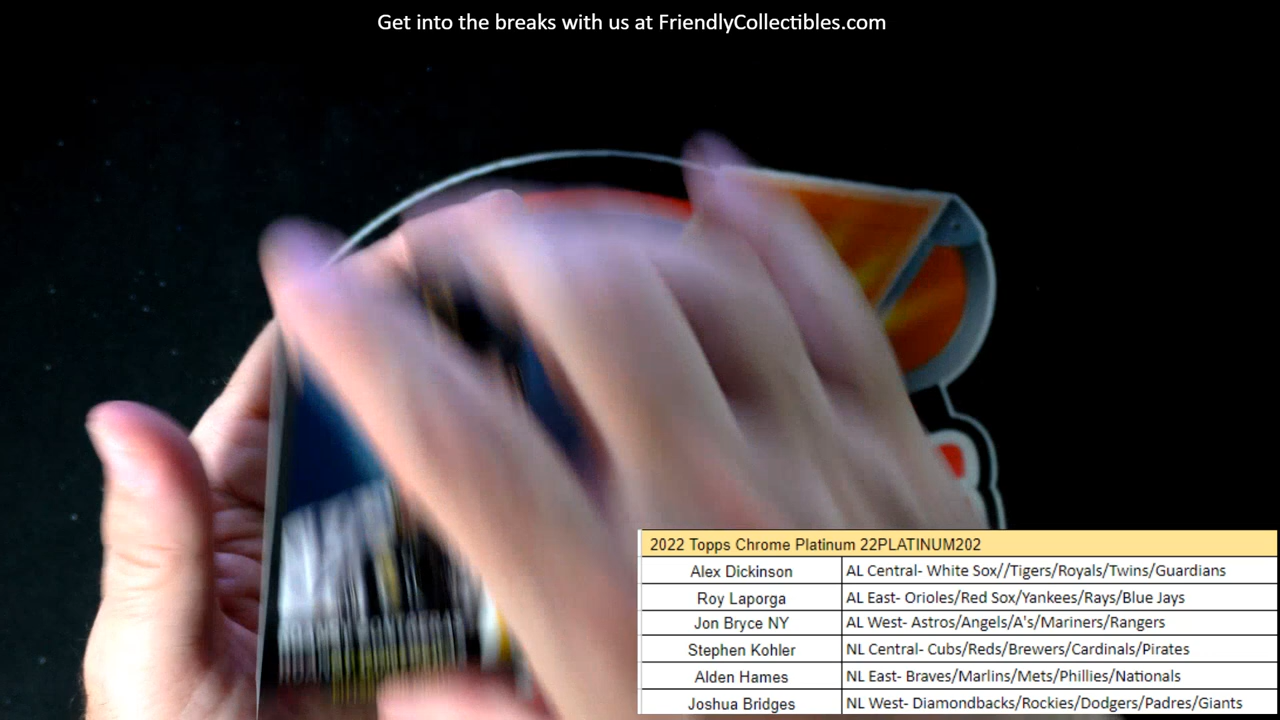 Get into the breaks with us at FriendlyCollectibles.com
2022 Topps Chrome Platinum 22PLATINUM202
Alex Dickinson AL Central- White Sox//Tigers/Royals/Twins/Guardians
Roy Laporga AL East- Orioles/Red Sox/Yankees/Rays/Blue Jays
Jon Bryce NY AL West- Astros/Angels/A's/Mariners/Rangers
Stephen Kohler NL Central- Cubs/Reds/Brewers/Cardinals/Pirates
Alden Hames NL East- Braves/Marlins/Mets/Phillies/Nationals
Joshua Bridges NL West- Diamondbacks/Rockies/Dodgers/Padres/Giants